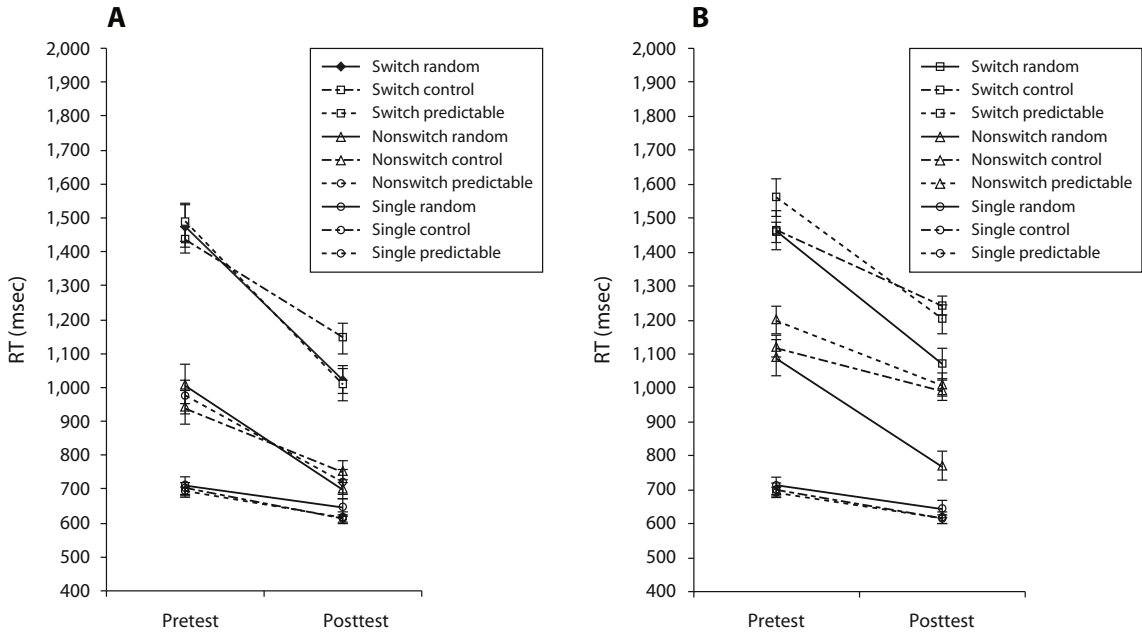 A
RT (msec)
2,000
1,900
1,800
1,700
1,600
1,500
1,400
1,300
1,200
1,100
1,000
900
800
700
600
500
400
Switch random
Switch control
Switch predictable
Nonswitch random
Nonswitch control
Nonswitch predictable
Single random
Single control
Single predictable
Pretest
Posttest
B
RT (msec)
2,000
1,900
1,800
1,700
1,600
1,500
1,400
1,300
1,200
1,100
1,000
900
800
700
600
500
400
Switch random
Switch control
Switch predictable
Nonswitch random
Nonswitch control
Nonswitch predictable
Single random
Single control
Single predictable
Pretest
Posttest